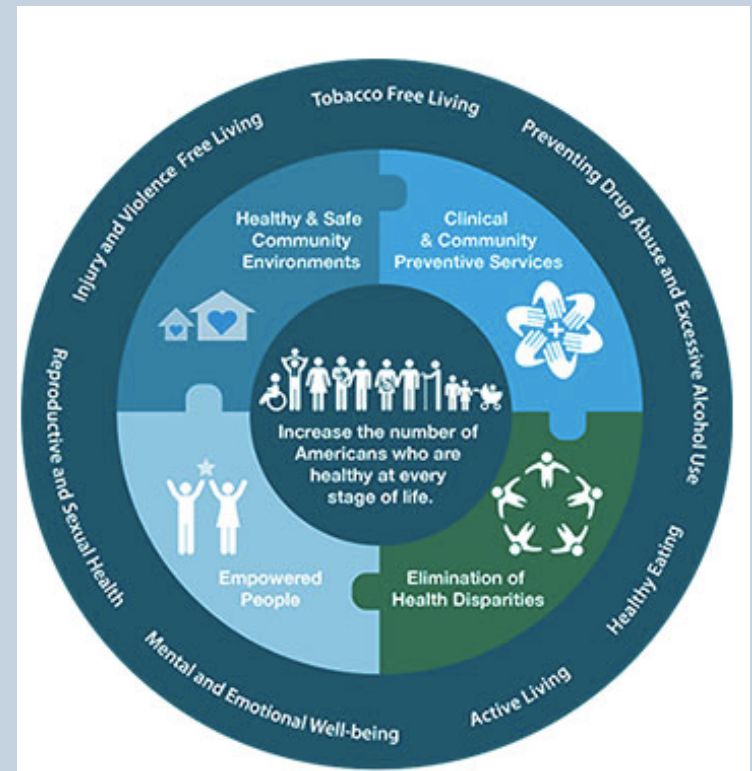 Tobacco Free Living
Preventing Drug Abuse and Excessive Alcohol Use
Healthy Eating
Active Living
Mental and Emotional Well-being
Reproductive and Sexual Health
Injury and Violence Free Living
Healthy & Safe
Community
Environments
Clinical
& Community
Preventive Services
Increase the number of
Americans who are
healthy at every
stage of life.
Empowered
People
Elimination of
Health Disparities